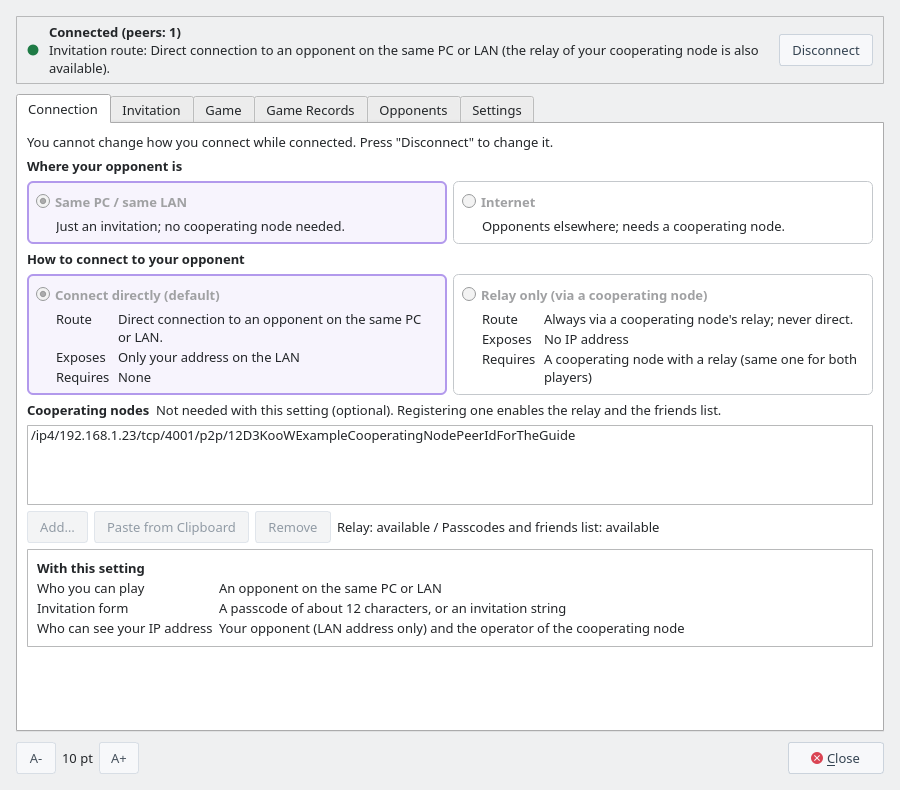 Connected (peers: 1)
Invitation route: Direct connection to an opponent on the same PC or LAN (the relay of your cooperating node is also
available).
Disconnect
Connection
Invitation
Game
Game Records
Opponents
Settings
You cannot change how you connect while connected. Press "Disconnect" to change it.
Where your opponent is
Same PC / same LAN
Just an invitation; no cooperating node needed.
Internet
Opponents elsewhere; needs a cooperating node.
How to connect to your opponent
Connect directly (default)
Route Direct connection to an opponent on the same PC
or LAN.
Exposes Only your address on the LAN
Requires None
Relay only (via a cooperating node)
Route Always via a cooperating node's relay; never direct.
Exposes No IP address
Requires A cooperating node with a relay (same one for both
players)
Cooperating nodes Not needed with this setting (optional). Registering one enables the relay and the friends list.
/ip4/192.168.1.23/tcp/4001/p2p/12D3KooWExampleCooperatingNodePeerIdForTheGuide
Add...
Paste from Clipboard
Remove
Relay: available / Passcodes and friends list: available
With this setting
Who you can play An opponent on the same PC or LAN
Invitation form A passcode of about 12 characters, or an invitation string
Who can see your IP address Your opponent (LAN address only) and the operator of the cooperating node
A-
10 pt
A+
Close